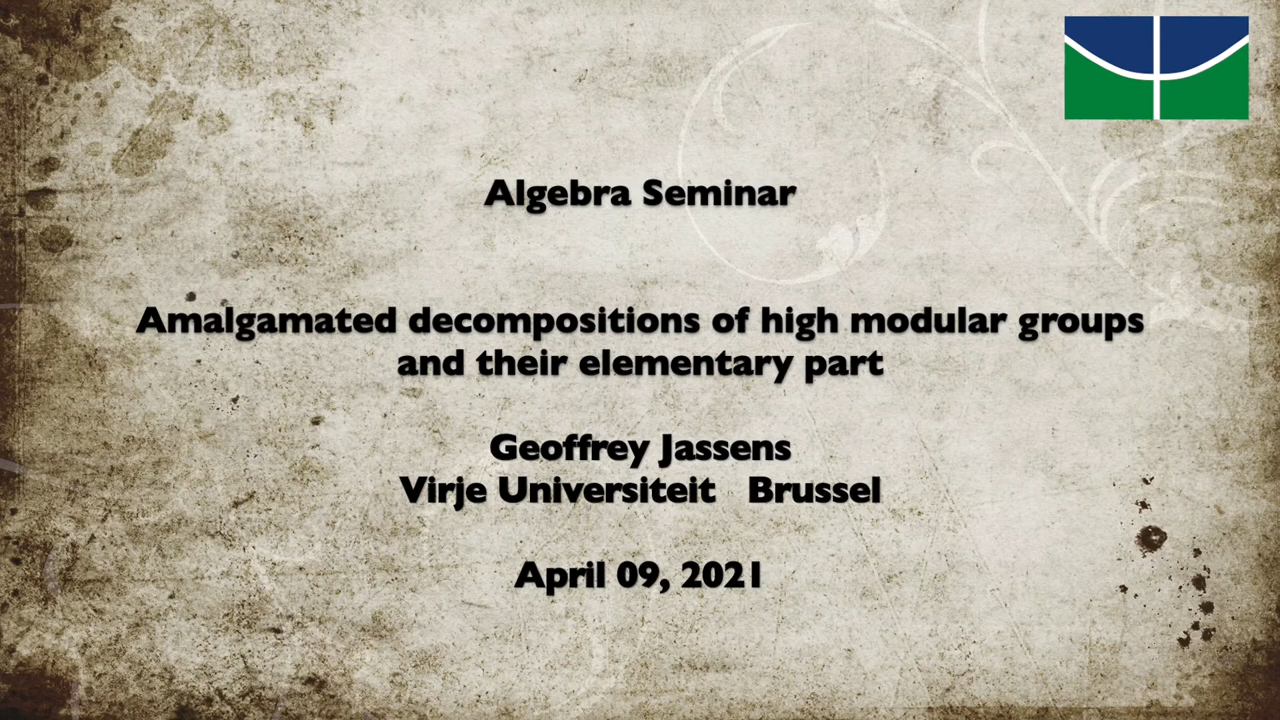 Algebra Seminar
Amalgamated decompositions of high modular groups
and their elementary part
Geoffrey Jassens
Virje Universiteit Brussel
April 09, 2021